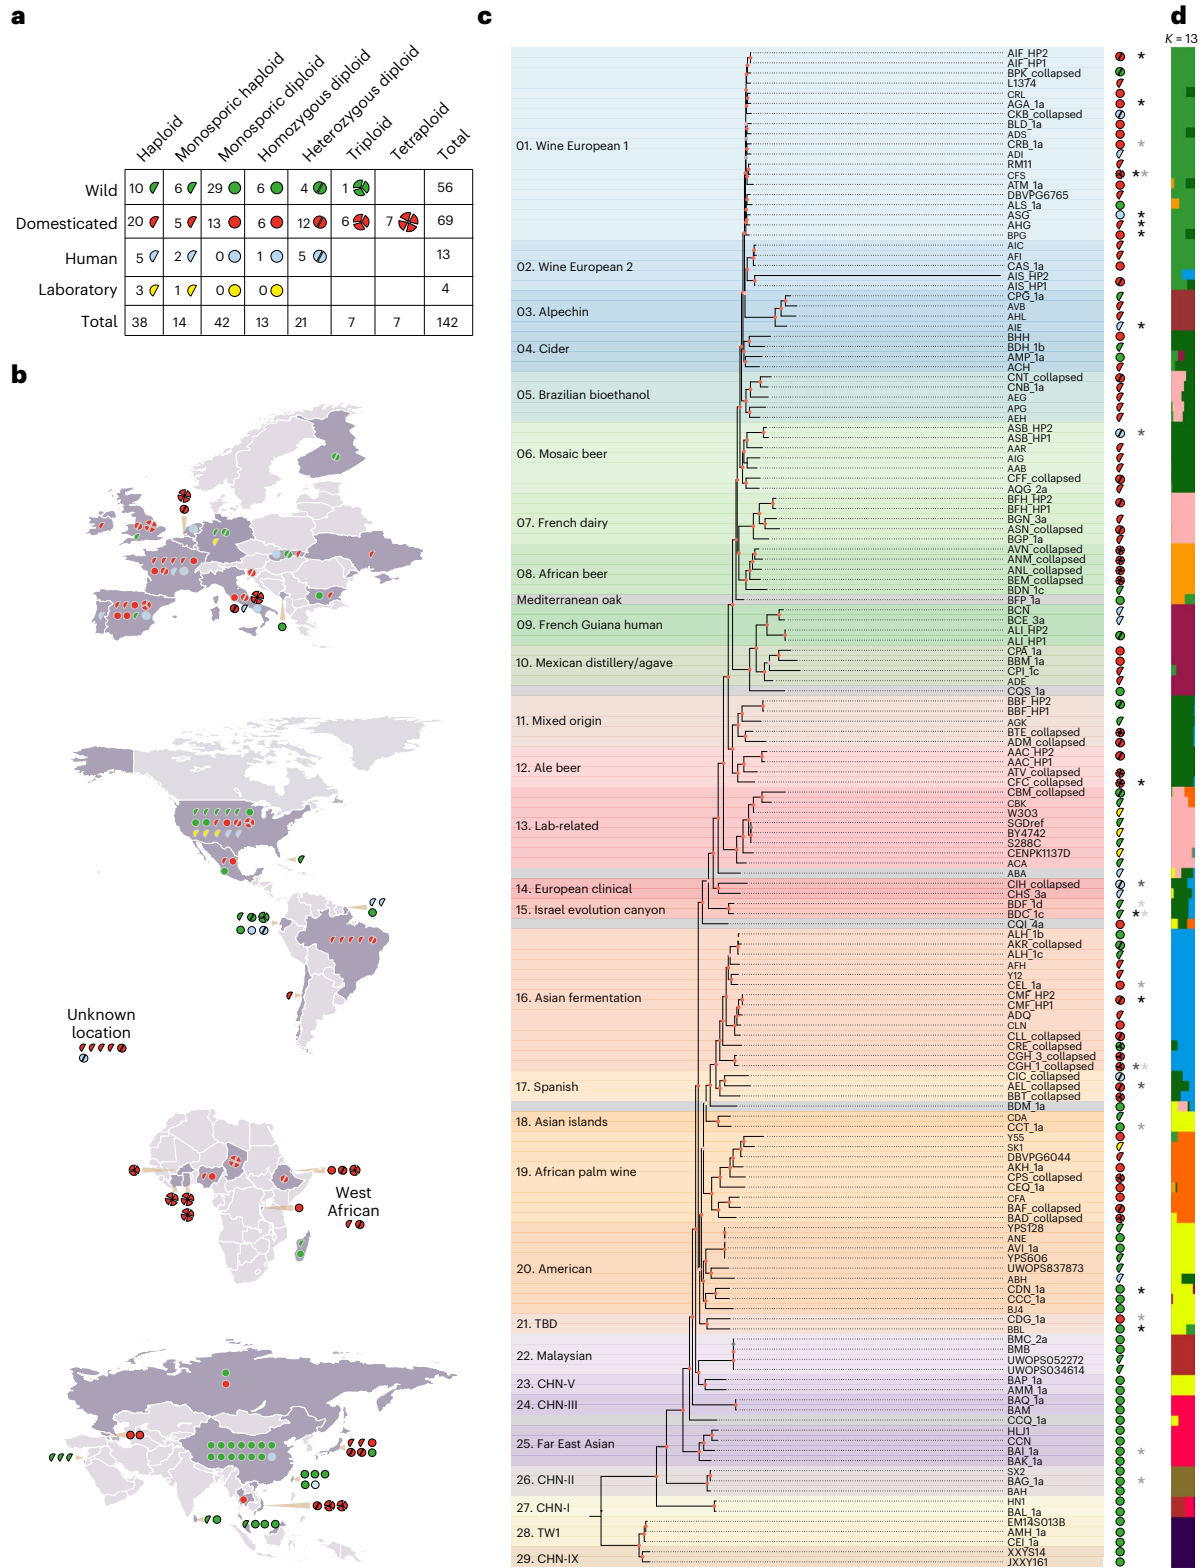 a
Haploid
Monosporic haploid
Monosporic diploid
Homozygous diploid
Heterozygous diploid
Triploid
Tetraploid
Total
Wild 10 6 29 6 4 1 56
Domesticated 20 5 13 6 12 6 7 69
Human 5 2 0 1 5 13
Laboratory 3 1 0 0 4
Total 38 14 42 13 21 7 7 142
b
Unknown
location
West
African
c
01. Wine European 1
02. Wine European 2
03. Alpechin
04. Cider
05. Brazilian bioethanol
06. Mosaic beer
07. French dairy
08. African beer
Mediterranean oak
09. French Guiana human
10. Mexican distillery/agave
11. Mixed origin
12. Ale beer
13. Lab-related
14. European clinical
15. Israel evolution canyon
16. Asian fermentation
17. Spanish
18. Asian islands
19. African palm wine
20. American
21. TBD
22. Malaysian
23. CHN-V
24. CHN-III
25. Far East Asian
26. CHN-II
27. CHN-I
28. TW1
29. CHN-IX
AIF_HP2 *
AIF_HP1
BPK_collapsed
L1374
CRL
AGA_1a *
CKB_collapsed
BLD_1a
ADS
CRB_1a *
ADI
RM11
CFS **
ATM_1a
DBVPG6765
ALS_1a
ASG *
AHG *
BPG *
AIC
AFI
CAS_1a
AIS_HP2
AIS_HP1
CPG_1a
AVB
AHL
AIE *
BHH
BDH_1b
AMP_1a
ACH
CNT_collapsed
CNB_1a
AEG
APG
AEH
ASB_HP2 *
ASB_HP1
AAR
AIG
AAB
CFF_collapsed
AQG_2a
BFH_HP2
BFH_HP1
BGN_3a
ASN_collapsed
BGP_1a
AVN_collapsed
ANM_collapsed
ANL_collapsed
BEM_collapsed
BDN_1c
BFP_1a
BCN
BCE_3a
ALI_HP2
ALI_HP1
CPA_1a
BBM_1a
CPI_1c
ADE
CQS_1a
BBF_HP2
BBF_HP1
AGK
BTE_collapsed
ADM_collapsed
AAC_HP2
AAC_HP1
ATV_collapsed
CFC_collapsed *
CBM_collapsed
CBK
W303
SGDref
BY4742
S288C
CENPK1137D
ACA
ABA
CIH_collapsed *
CHS_3a
BDF_1d *
BDC_1c **
CQI_4a
ALH_1b
AKR_collapsed
ALH_1c
AFH
Y12
CEL_1a *
CMF_HP2 *
CMF_HP1
ADQ
CLN
CLL_collapsed
CRE_collapsed
CGH_3_collapsed
CGH_1_collapsed **
CIC_collapsed
AEL_collapsed *
BBT_collapsed
BDM_1a
CDA
CCT_1a *
Y55
SK1
DBVPG6044
AKH_1a
CPS_collapsed
CEQ_1a
CFA
BAF_collapsed
BAD_collapsed
YPS128
ANE
AVI_1a
YPS606
UWOPS837873
ABH
CDN_1a *
CCC_1a
BJ4
CDG_1a *
BBL *
BMC_2a
BMB
UWOPS052272
UWOPS034614
BAP_1a
AMM_1a
BAQ_1a
BAM
CCQ_1a
HLJ1
CCN
BAI_1a *
BAK_1a
SX2
BAG_1a *
BAH
HN1
BAL_1a
EM14S013B
AMH_1a
CEI_1a
XXYS14
JXXY161
d
K = 13